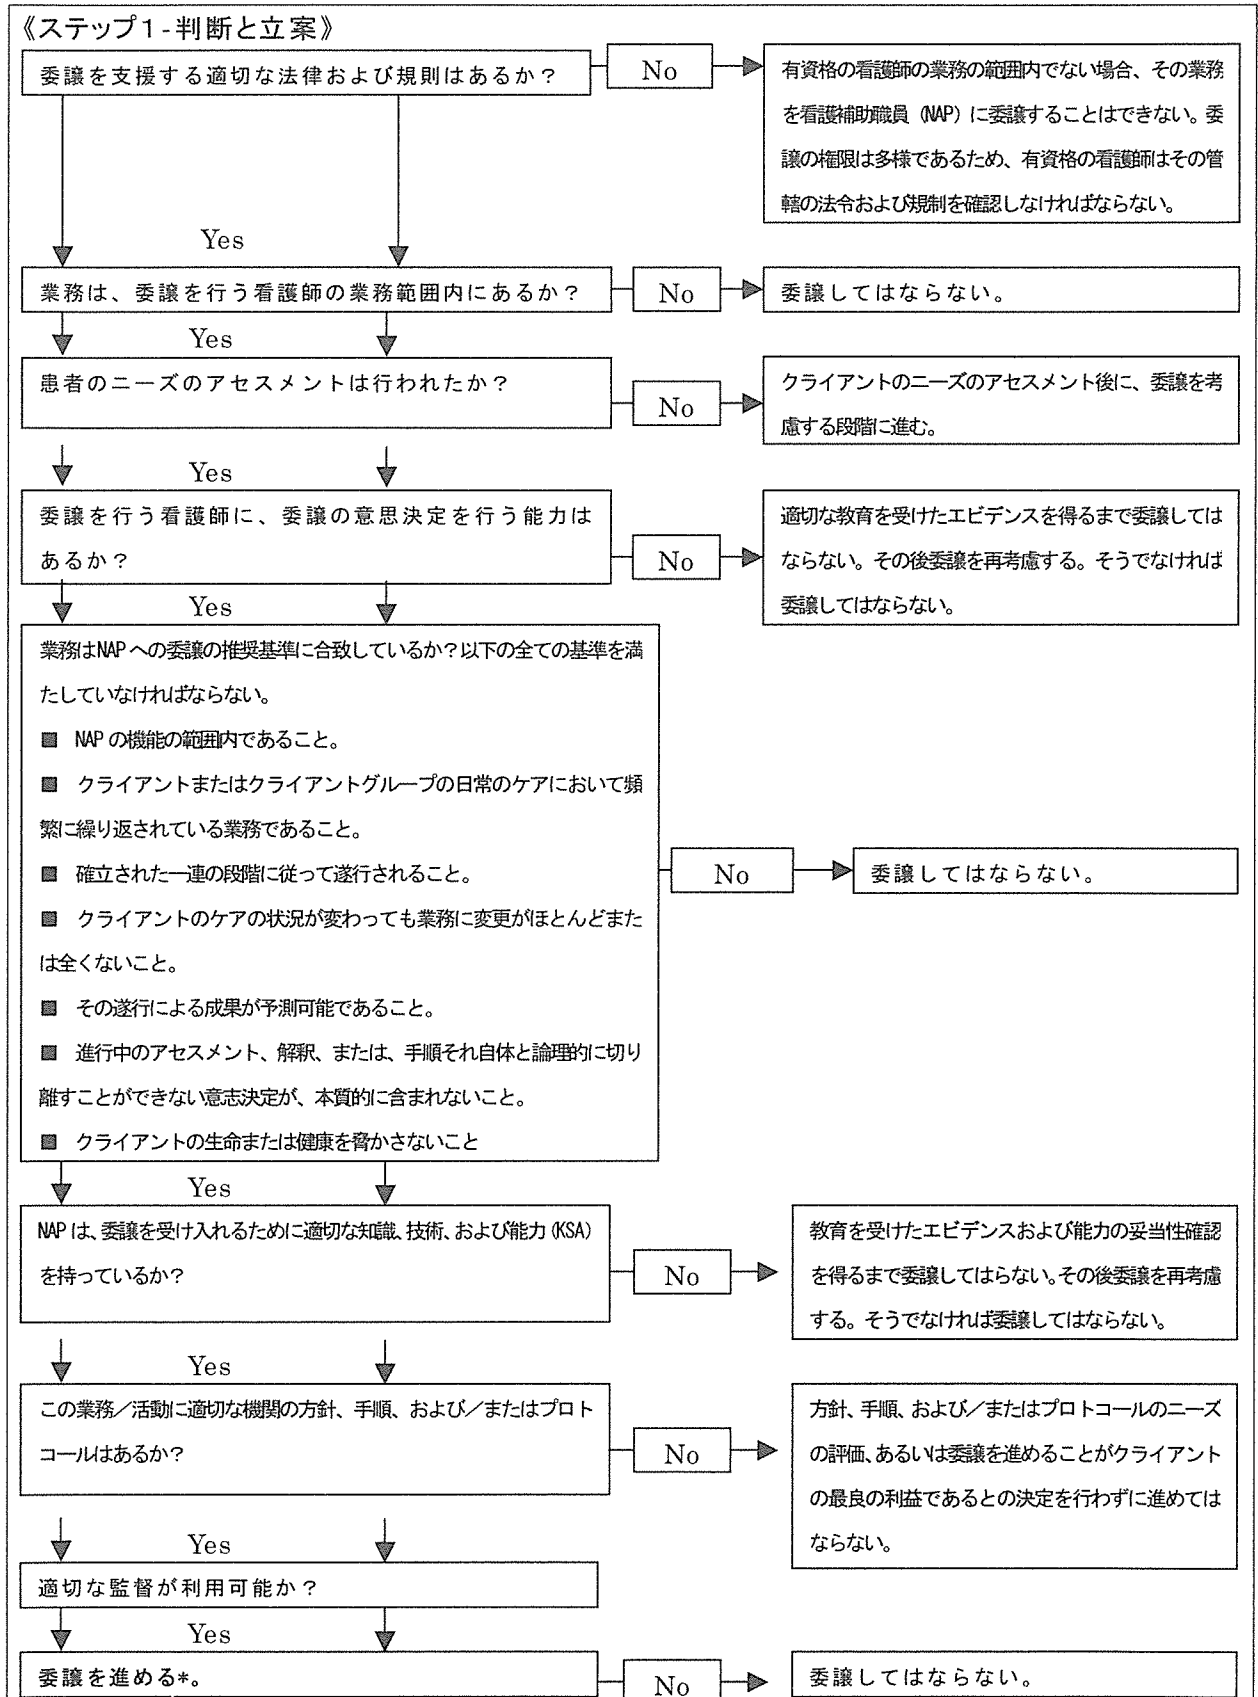 《ステップ1-判断と立案》
委譲を支援する適切な法律および規則はあるか？
No
有資格の看護師の業務の範囲内でない場合、その業務
を看護補助職員（NAP）に委譲することはできない。委
譲の権限は多様であるため、有資格の看護師はその管
轄の法令および規制を確認しなければならない。
Yes
業務は、委譲を行う看護師の業務範囲内にあるか？
No
委譲してはならない。
Yes
患者のニーズのアセスメントは行われたか？
No
クライアントのニーズのアセスメント後に、委譲を考
慮する段階に進む。
Yes
委譲を行う看護師に、委譲の意思決定を行う能力は
あるか？
No
適切な教育を受けたエビデンスを得るまで委譲しては
ならない。その後委譲を再考慮する。そうでなければ
委譲してはならない。
Yes
業務はNAPへの委譲の推奨基準に合致しているか？以下の全ての基準を満
たしていなければならない。
■ NAPの機能の範囲内であること。
■ クライアントまたはクライアントグループの日常のケアにおいて頻
繁に繰り返されている業務であること。
■ 確立された一連の段階に従って遂行されること。
■ クライアントのケアの状況が変わっても業務に変更がほとんどまた
は全くないこと。
■ その遂行による成果が予測可能であること。
■ 進行中のアセスメント、解釈、または、手順それ自体と論理的に切り
離すことができない意志決定が、本質的に含まれないこと。
■ クライアントの生命または健康を脅かさないこと
No
委譲してはならない。
Yes
NAPは、委譲を受け入れるために適切な知識、技術、および能力(KSA)
を持っているか？
No
教育を受けたエビデンスおよび能力の妥当性確認
を得るまで委譲してはらない。その後委譲を再考慮
する。そうでなければ委譲してはならない。
Yes
この業務／活動に適切な機関の方針、手順、および／またはプロト
コールはあるか？
No
方針、手順、および／またはプロトコールのニーズ
の評価、あるいは委譲を進めることがクライアント
の最良の利益であるとの決定を行わずに進めては
ならない。
Yes
適切な監督が利用可能か？
Yes
委譲を進める*。
No
委譲してはならない。